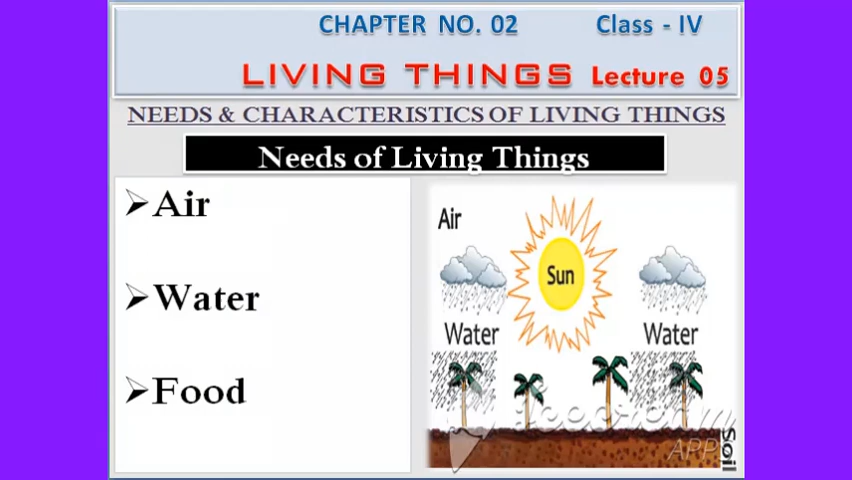 CHAPTER NO. 02 Class - IV
LIVING THINGS Lecture 05
NEEDS & CHARACTERISTICS OF LIVING THINGS
Needs of Living Things
➢Air
➢Water
➢Food
Air
Sun
Water Water
Soil
APP